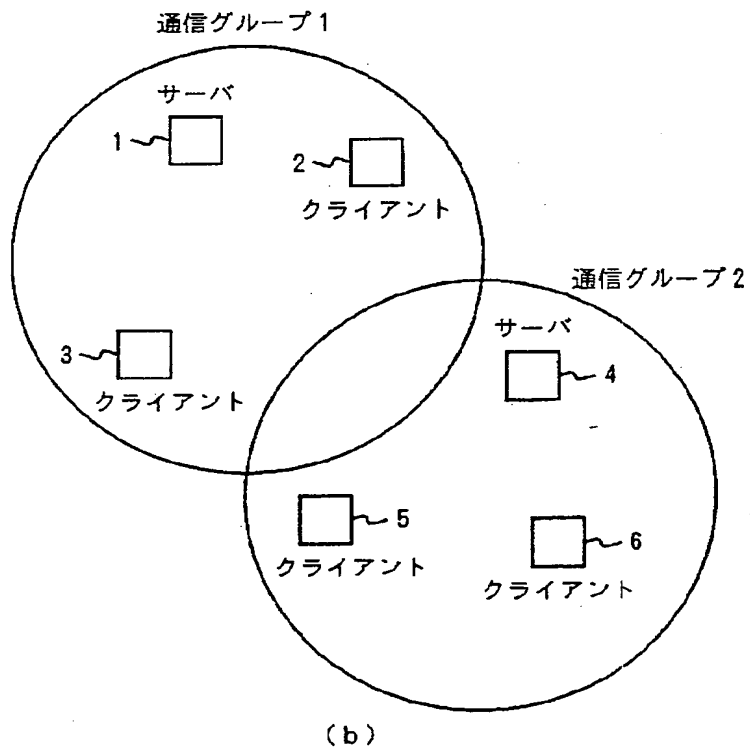 通信グループ1
サーバ
1
2
クライアント
通信グループ2
サーバ
3
4
クライアント
5
クライアント
6
クライアント
(b)